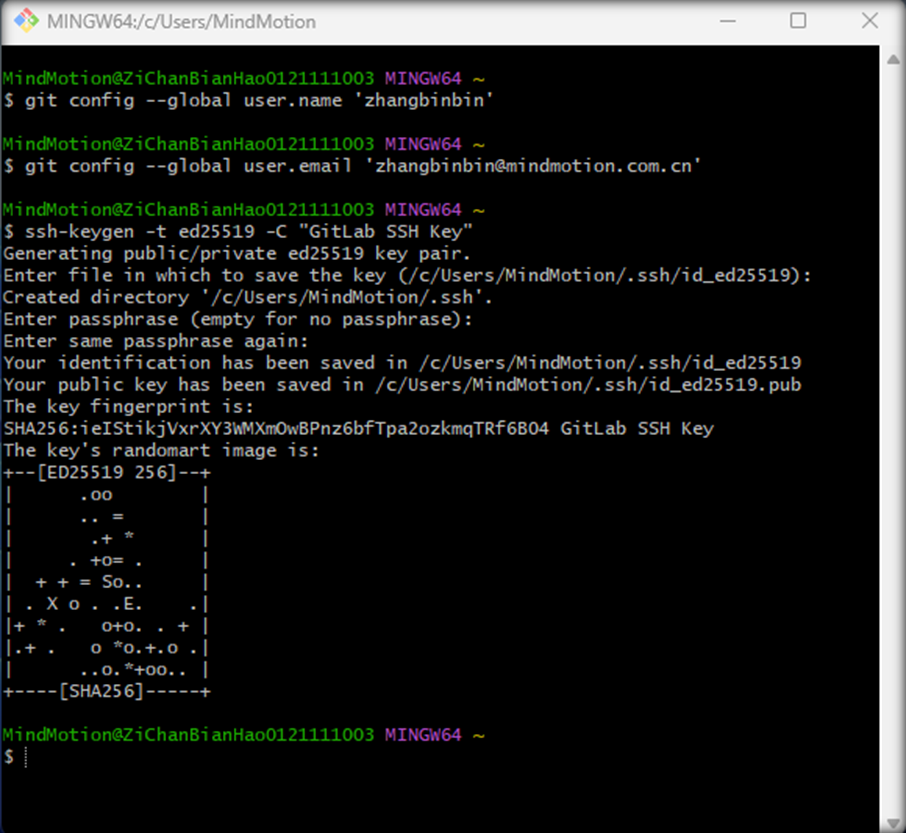 MINGW64:/c/Users/MindMotion
MindMotion@ZiChanBianHao0121111003 MINGW64 ~
$ git config --global user.name 'zhangbinbin'
MindMotion@ZiChanBianHao0121111003 MINGW64 ~
$ git config --global user.email 'zhangbinbin@mindmotion.com.cn'
MindMotion@ZiChanBianHao0121111003 MINGW64 ~
$ ssh-keygen -t ed25519 -C "GitLab SSH Key"
Generating public/private ed25519 key pair.
Enter file in which to save the key (/c/Users/MindMotion/.ssh/id_ed25519):
Created directory '/c/Users/MindMotion/.ssh'.
Enter passphrase (empty for no passphrase):
Enter same passphrase again:
Your identification has been saved in /c/Users/MindMotion/.ssh/id_ed25519
Your public key has been saved in /c/Users/MindMotion/.ssh/id_ed25519.pub
The key fingerprint is:
SHA256:ieIStikjVxrXY3WMXmOwBPnz6bfTpa2ozkmqTRf6BO4 GitLab SSH Key
The key's randomart image is:
+--[ED25519 256]--+
|      .oo        |
|      .. =       |
|       .+ *      |
|     . +o= .     |
|  + + = So..     |
| . X o . .E.    .|
|+ * .   o+o. . + |
|.+ .   o *o.+.o .|
|      ..o.*+oo.. |
+----[SHA256]-----+
MindMotion@ZiChanBianHao0121111003 MINGW64 ~
$